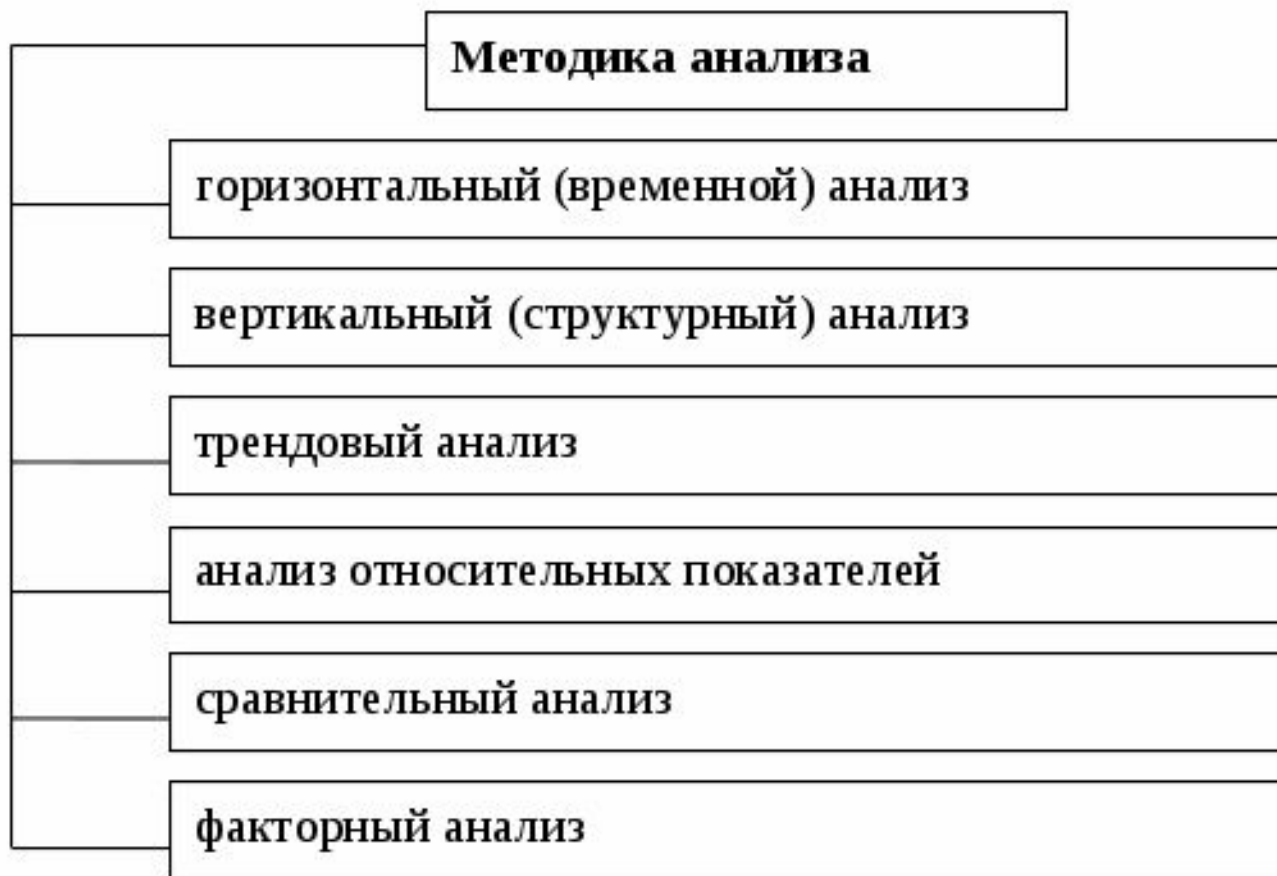 Методика анализа
горизонтальный (временной) анализ
вертикальный (структурный) анализ
трендовый анализ
анализ относительных показателей
сравнительный анализ
факторный анализ